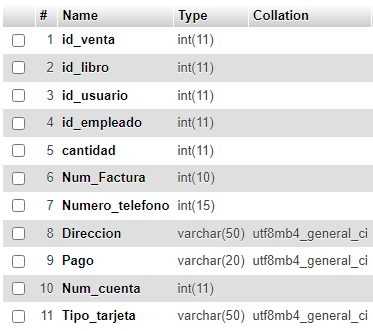 # Name Type Collation
1 id_venta int(11)
2 id_libro int(11)
3 id_usuario int(11)
4 id_empleado int(11)
5 cantidad int(11)
6 Num_Factura int(10)
7 Numero_telefono int(15)
8 Direccion varchar(50) utf8mb4_general_ci
9 Pago varchar(20) utf8mb4_general_ci
10 Num_cuenta int(11)
11 Tipo_tarjeta varchar(50) utf8mb4_general_ci